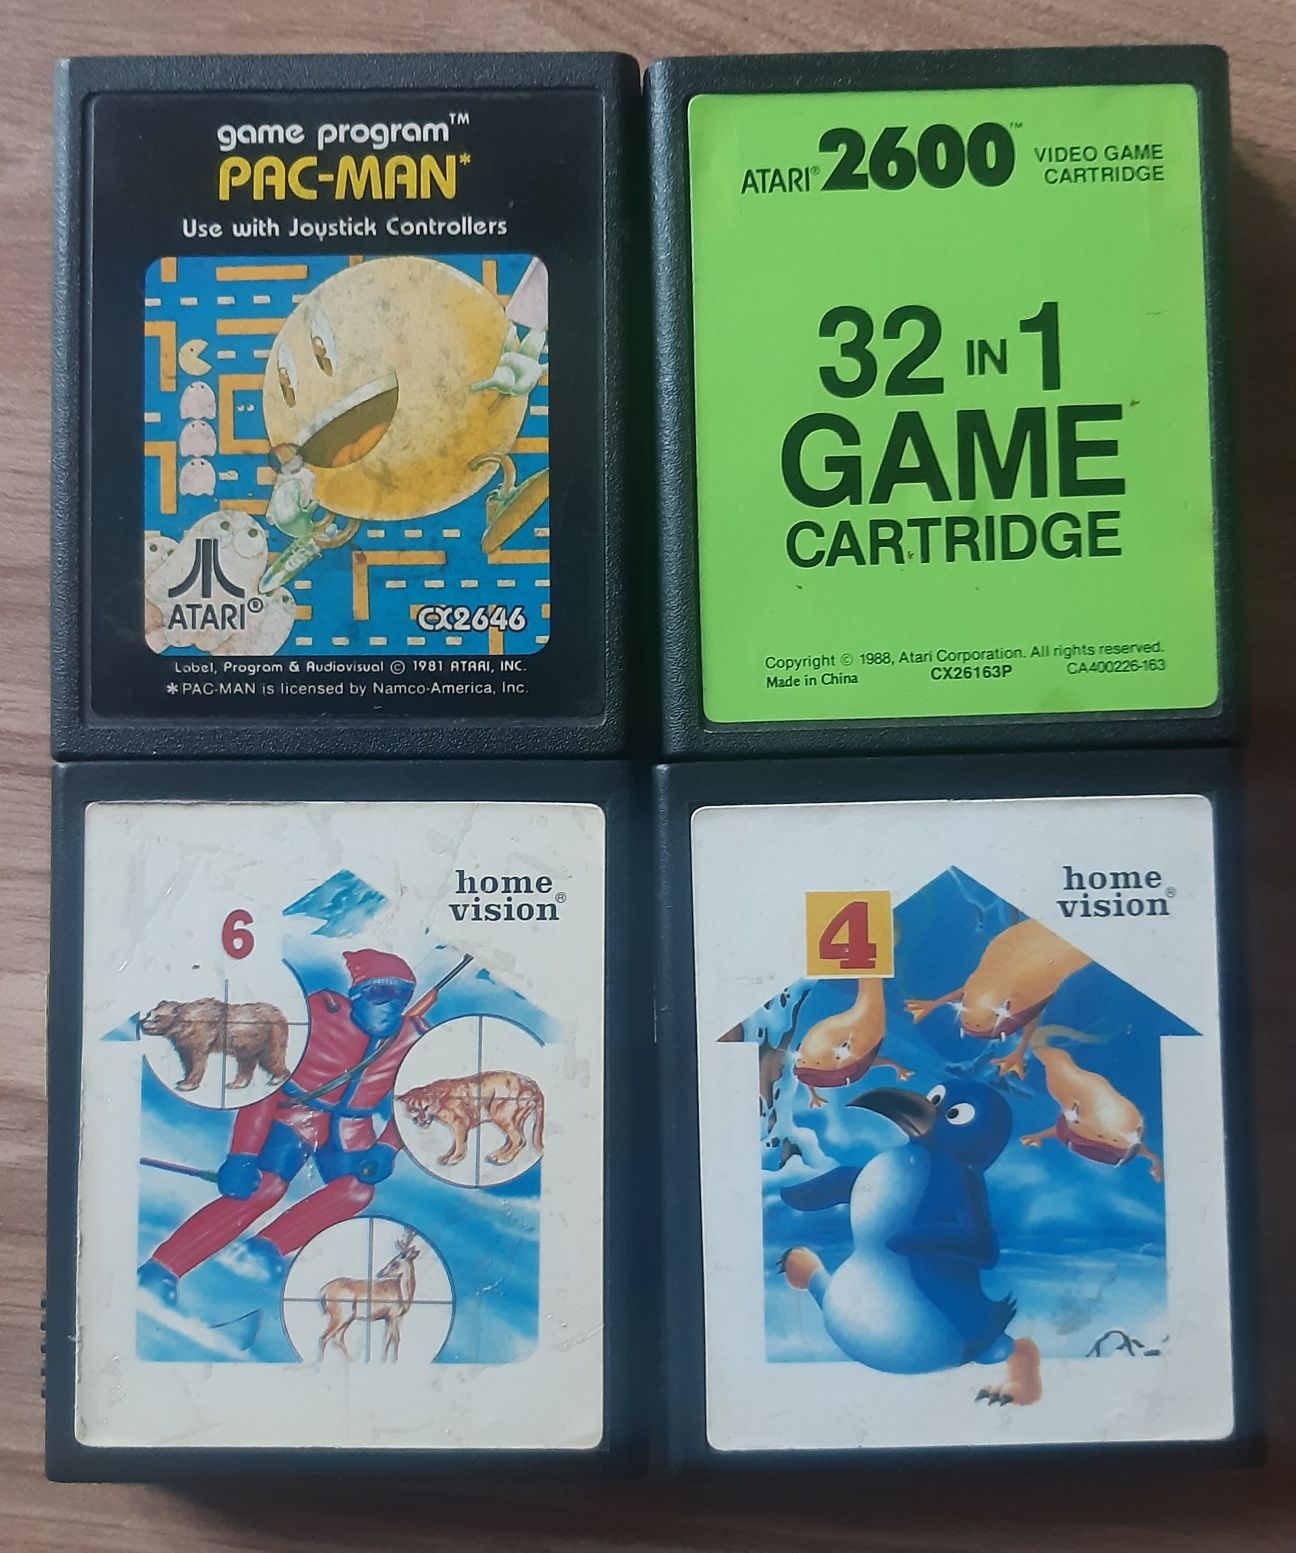 game program™
PAC-MAN*
Use with Joystick Controllers
ATARI®
CX2646
Label, Program & Audiovisual © 1981 ATARI, INC.
*PAC-MAN is licensed by Namco-America, Inc.
ATARI® 2600™ VIDEO GAME
CARTRIDGE
32 IN 1
GAME
CARTRIDGE
Copyright © 1988, Atari Corporation. All rights reserved.
Made in China CX26163P CA400226-163
6
home
vision®
4
home
vision®